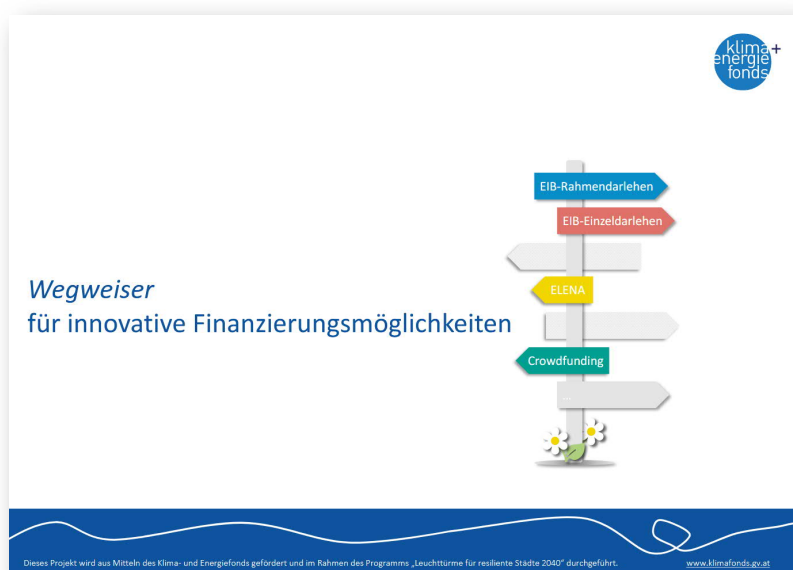 klima+
energie
fonds
EIB-Rahmendarlehen
EIB-Einzeldarlehen
Wegweiser
für innovative Finanzierungsmöglichkeiten
ELENA
Crowdfunding
...
Dieses Projekt wird aus Mitteln des Klima- und Energiefonds gefördert und im Rahmen des Programms „Leuchttürme für resiliente Städte 2040“ durchgeführt.
www.klimafonds.gv.at